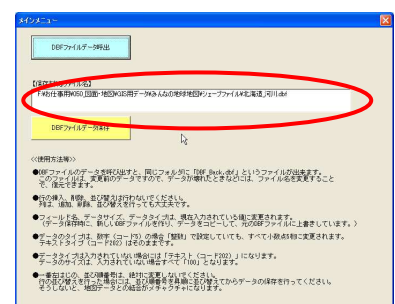 メインメニュー
DBFファイルデータ呼出
【保存するファイル名】
F:¥お仕事用¥050_図面・地図¥GIS用データ¥みんなの地球地図¥シェープファイル¥北海道_河川.dbf
DBFファイルデータ保存
<<使用方法等>>
●DBFファイルのデータを呼び出すと、同じフォルダに「DBF_Back.dbf」というファイルが出来ます。
このファイルは、変更前のデータですので、データが壊れたときなどには、ファイル名を変更すること
で、復元できます。
●行の挿入、削除、並び替えは行わないでください。
列は、追加、削除、並び替えを行っても大丈夫です。
●フィールド名、データサイズ、データタイプは、現在入力されている値に変更されます。
（データ保存時に、新しいDBFファイルを作り、データをコピーして、元のDBFファイルに上書きしています。）
●データのタイプは、数字（コード5）の場合「整数」で設定していても、すべて小数点5桁に変更されます。
テキストタイプ（コード202）はそのままです。
●データタイプは入力されていない場合には「テキスト（コード202）」になります。
データのサイズは、入力されていない場合すべて「100」となります。
●一番右はじの、並び順番号は、絶対に変更しないでください。
行の並び替えを行った場合には、並び順番号を昇順に並び替えてからデータの保存を行ってください。
そうしないと、地図データとの結合がメチャクチャになります。